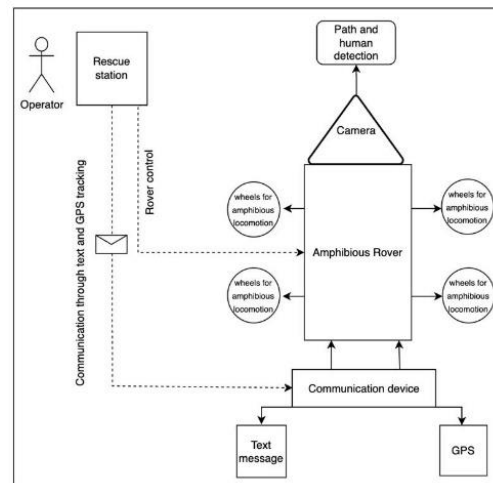 Path and
human
detection
Rescue
station
Operator
Camera
Communication through text and GPS tracking
Rover control
wheels for
amphibious
locomotion
wheels for
amphibious
locomotion
Amphibious Rover
wheels for
amphibious
locomotion
wheels for
amphibious
locomotion
Communication device
Text
message
GPS